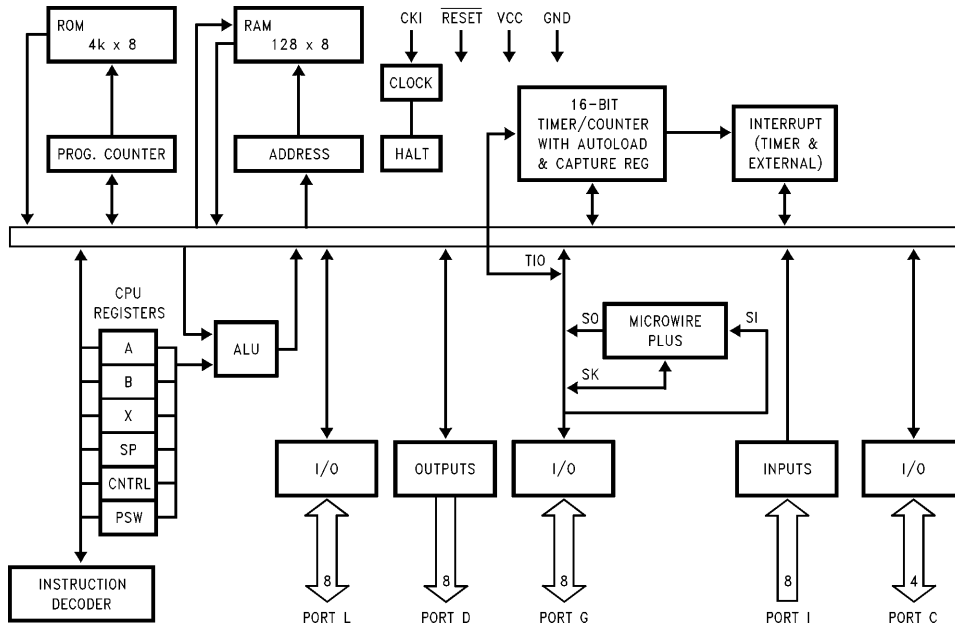 ROM
4k x 8
RAM
128 x 8
CKI
RESET
VCC
GND
CLOCK
HALT
PROG. COUNTER
ADDRESS
16-BIT
TIMER/COUNTER
WITH AUTOLOAD
& CAPTURE REG
INTERRUPT
(TIMER &
EXTERNAL)
TIO
CPU
REGISTERS
A
B
X
SP
CNTRL
PSW
ALU
SO
MICROWIRE
PLUS
SI
SK
I/O
OUTPUTS
I/O
INPUTS
I/O
8
8
8
8
4
INSTRUCTION
DECODER
PORT L
PORT D
PORT G
PORT I
PORT C